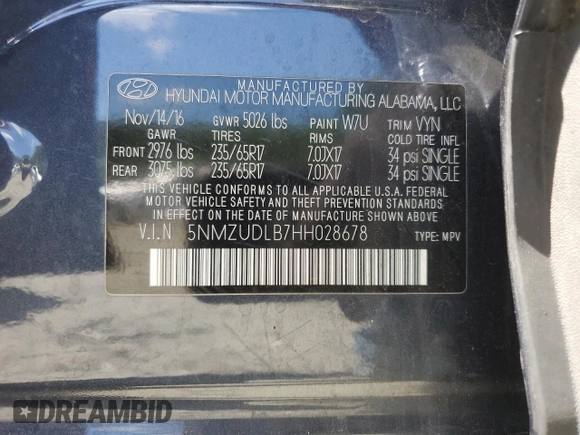 MANUFACTURED BY
HYUNDAI MOTOR MANUFACTURING ALABAMA, LLC
Nov/14/16 GVWR 5026 lbs PAINT W7U TRIM VYN
GAWR TIRES RIMS COLD TIRE INFL
FRONT 2976 lbs 235/65R17 7.0JX17 34 psi SINGLE
REAR 3075 lbs 235/65R17 7.0JX17 34 psi SINGLE
THIS VEHICLE CONFORMS TO ALL APPLICABLE U.S.A. FEDERAL
MOTOR VEHICLE SAFETY AND THEFT PREVENTION STANDARDS
IN EFFECT ON THE DATE OF MANUFACTURE SHOWN ABOVE.
V.I.N 5NMZUDLB7HH028678 TYPE: MPV
DREAMBID